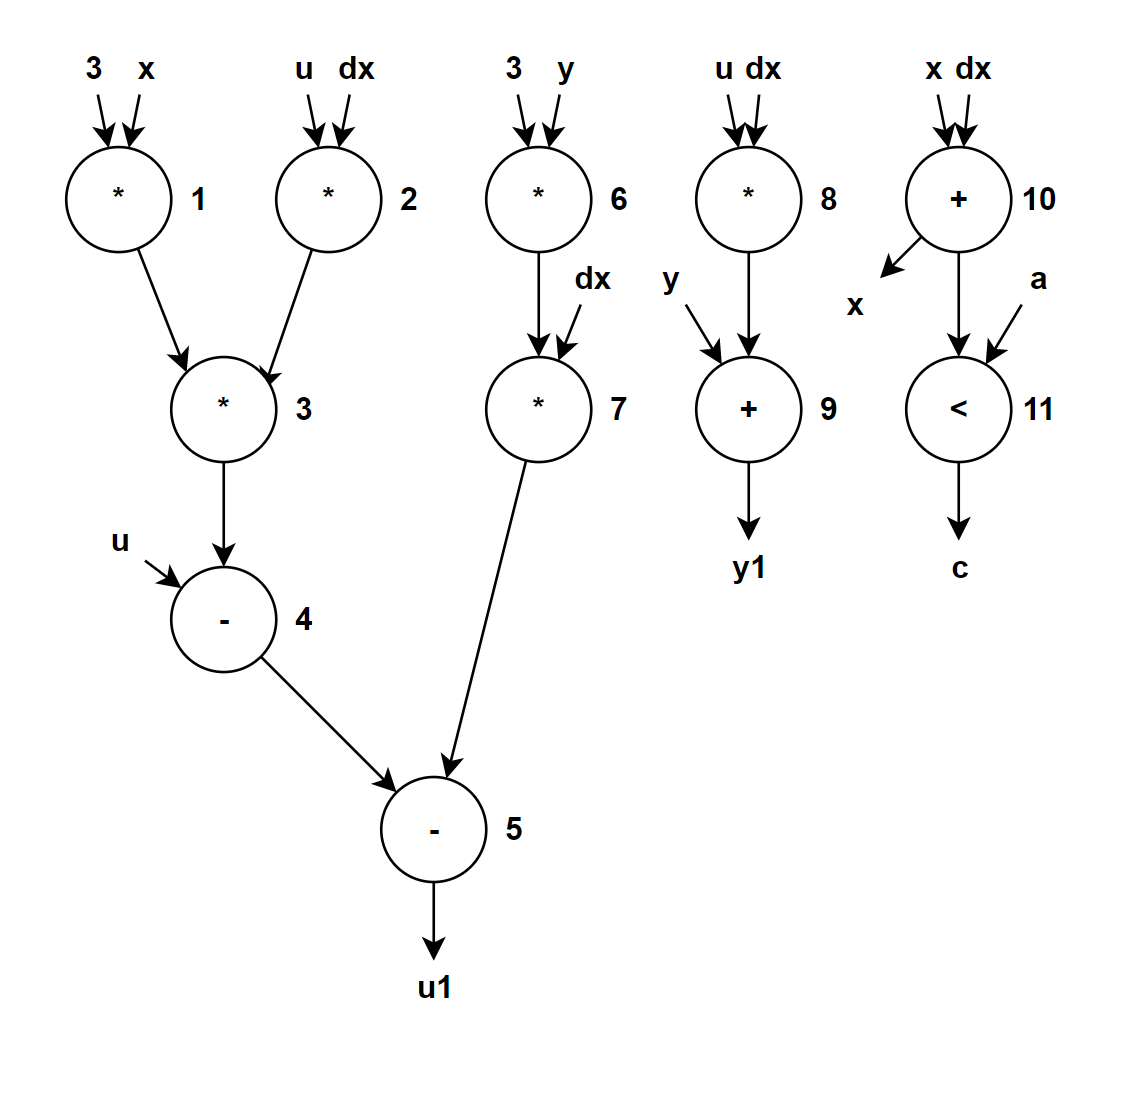 3 x u dx 3 y u dx x dx
* 1 * 2 * 6 * 8 + 10
dx y a
x
* 3 * 7 + 9 < 11
u
y1 c
- 4
- 5
u1